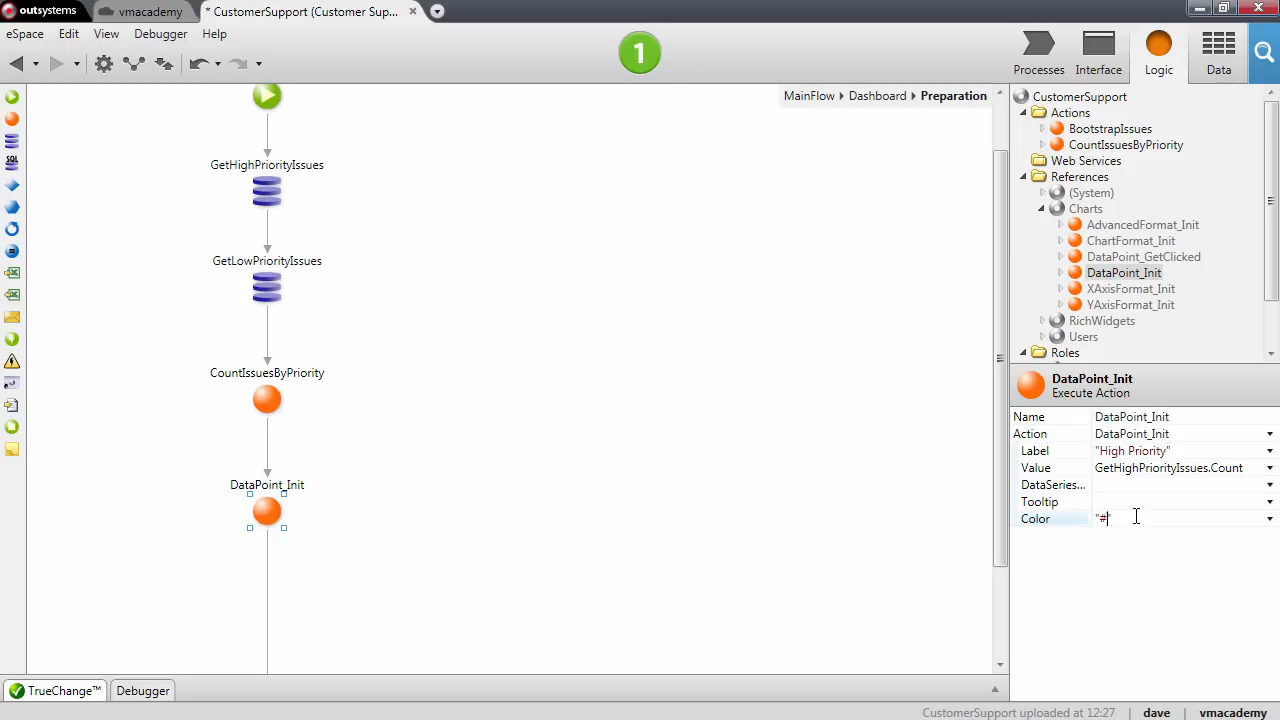 outsystems
vmacademy
* CustomerSupport (Customer Sup...
eSpace Edit View Debugger Help
1
Processes Interface Logic Data
MainFlow Dashboard Preparation
GetHighPriorityIssues
GetLowPriorityIssues
CountIssuesByPriority
DataPoint_Init
SQL
CustomerSupport
Actions
BootstrapIssues
CountIssuesByPriority
Web Services
References
(System)
Charts
AdvancedFormat_Init
ChartFormat_Init
DataPoint_GetClicked
DataPoint_Init
XAxisFormat_Init
YAxisFormat_Init
RichWidgets
Users
Roles
DataPoint_Init
Execute Action
Name DataPoint_Init
Action DataPoint_Init
Label "High Priority"
Value GetHighPriorityIssues.Count
DataSeries...
Tooltip
Color "#"
TrueChange™ Debugger
CustomerSupport uploaded at 12:27 dave vmacademy